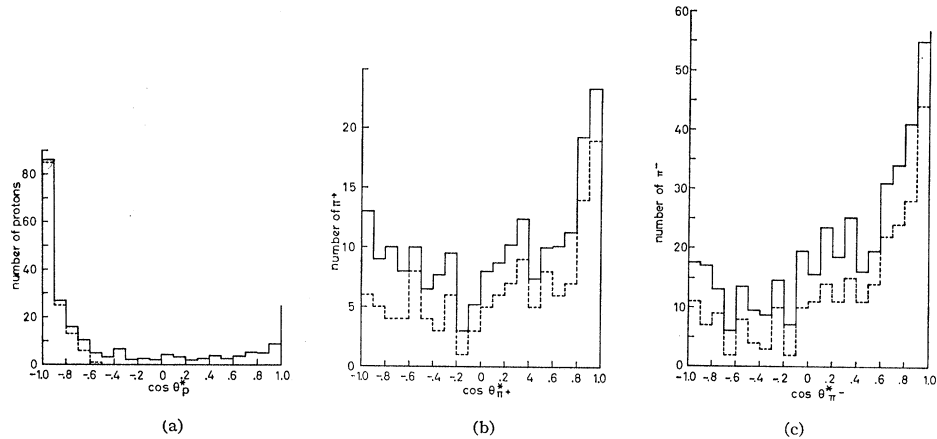 number of protons
80
60
40
20
0
-1.0 -.8 -.6 -.4 -.2 0 .2 .4 .6 .8 1.0
cos θ*p
(a)
number of π+
20
15
10
5
0
-1.0 -.8 -.6 -.4 -.2 0 .2 .4 .6 .8 1.0
cos θ*π+
(b)
number of π−
60
50
40
30
20
10
0
-1.0 -.8 .6 -.4 -.2 0 .2 .4 .6 .8 1.0
cos θ*π−
(c)